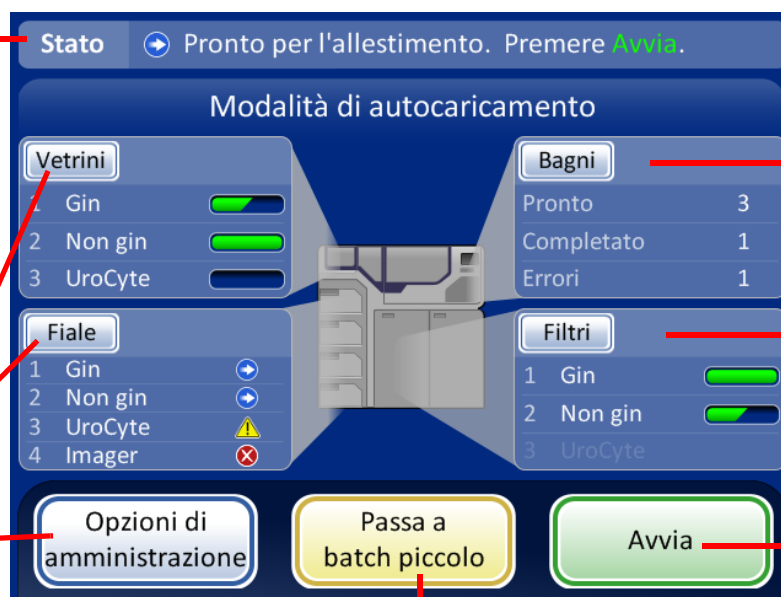 Stato Pronto per l'allestimento. Premere Avvia.
Modalità di autocaricamento
Vetrini
1 Gin
2 Non gin
3 UroCyte
Bagni
Pronto 3
Completato 1
Errori 1
Fiale
1 Gin
2 Non gin
3 UroCyte
4 Imager
Filtri
1 Gin
2 Non gin
3 UroCyte
Opzioni di
amministrazione
Passa a
batch piccolo
Avvia